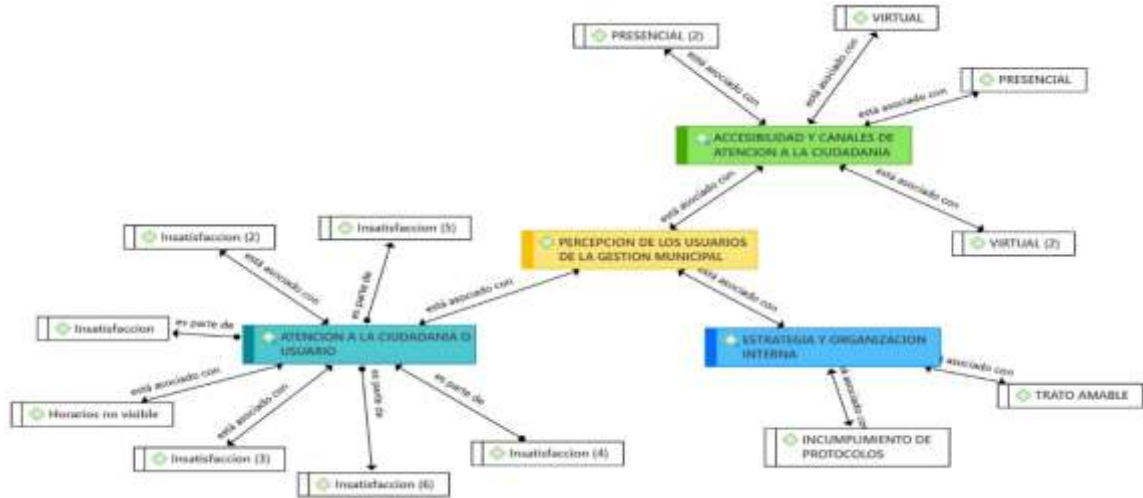 PRESENCIAL (2)
VIRTUAL
PRESENCIAL
está asociado con
está asociado con
está asociado con
ACCESIBILIDAD Y CANALES DE
ATENCION A LA CIUDADANIA
está asociado con
está asociado con
VIRTUAL (2)
Insatisfaccion (2)
Insatisfaccion (5)
PERCEPCION DE LOS USUARIOS
DE LA GESTION MUNICIPAL
está asociado con
es parte de
está asociado con
está asociado con
Insatisfaccion
es parte de
ATENCION A LA CIUDADANIA O
USUARIO
ESTRATEGIA Y ORGANIZACION
INTERNA
está asociado con
está asociado con
es parte de
es parte de
está asociado con
asociado con
TRATO AMABLE
Horarios no visible
Insatisfaccion (3)
Insatisfaccion (6)
Insatisfaccion (4)
INCUMPLIMIENTO DE
PROTOCOLOS